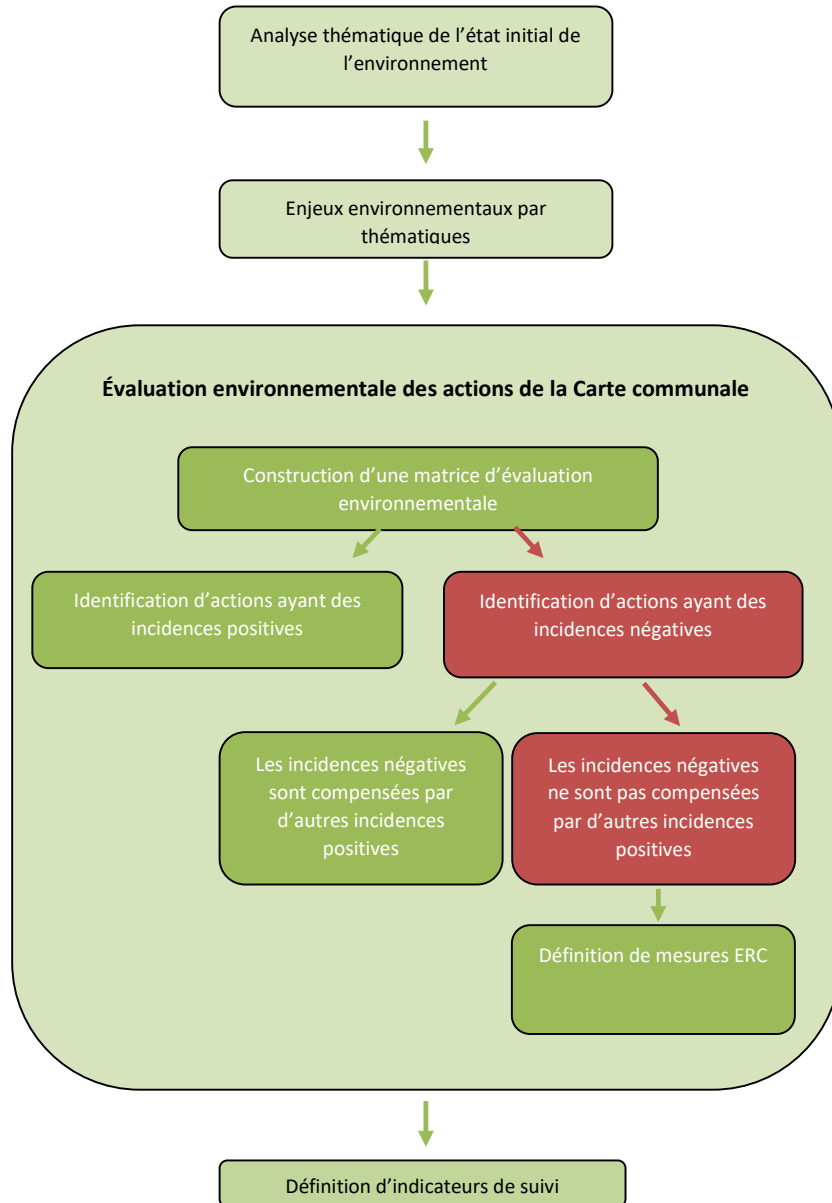 Analyse thématique de l’état initial de
l’environnement
Enjeux environnementaux par
thématiques
Évaluation environnementale des actions de la Carte communale
Construction d’une matrice d’évaluation
environnementale
Identification d’actions ayant des
incidences positives
Identification d’actions ayant des
incidences négatives
Les incidences négatives
sont compensées par
d’autres incidences
positives
Les incidences négatives
ne sont pas compensées
par d’autres incidences
positives
Définition de mesures ERC
Définition d’indicateurs de suivi